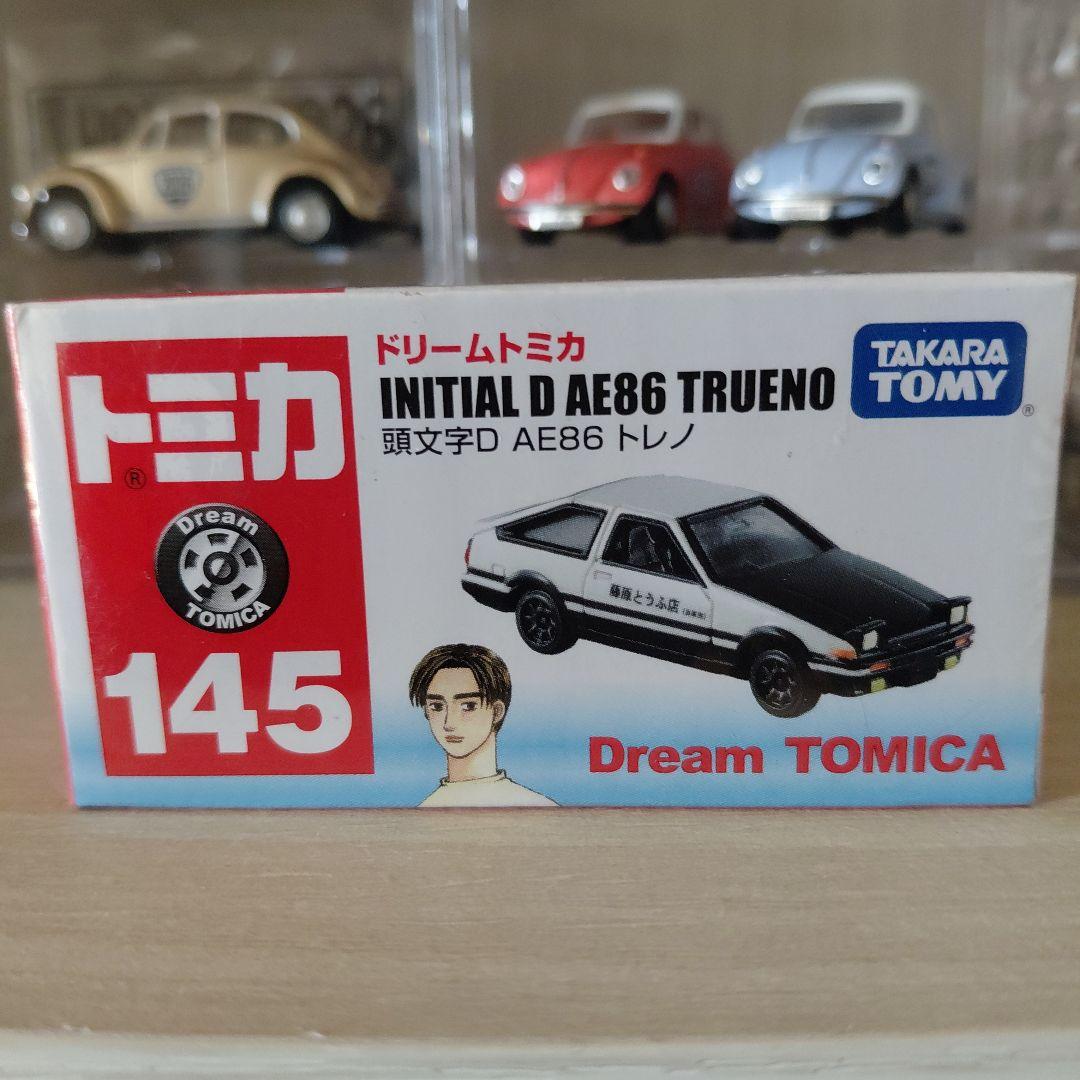 トミカ
®
Dream
TOMICA
145
ドリームトミカ
INITIAL D AE86 TRUENO
頭文字D AE86 トレノ
TAKARA
TOMY
®
藤原とうふ店
Dream TOMICA